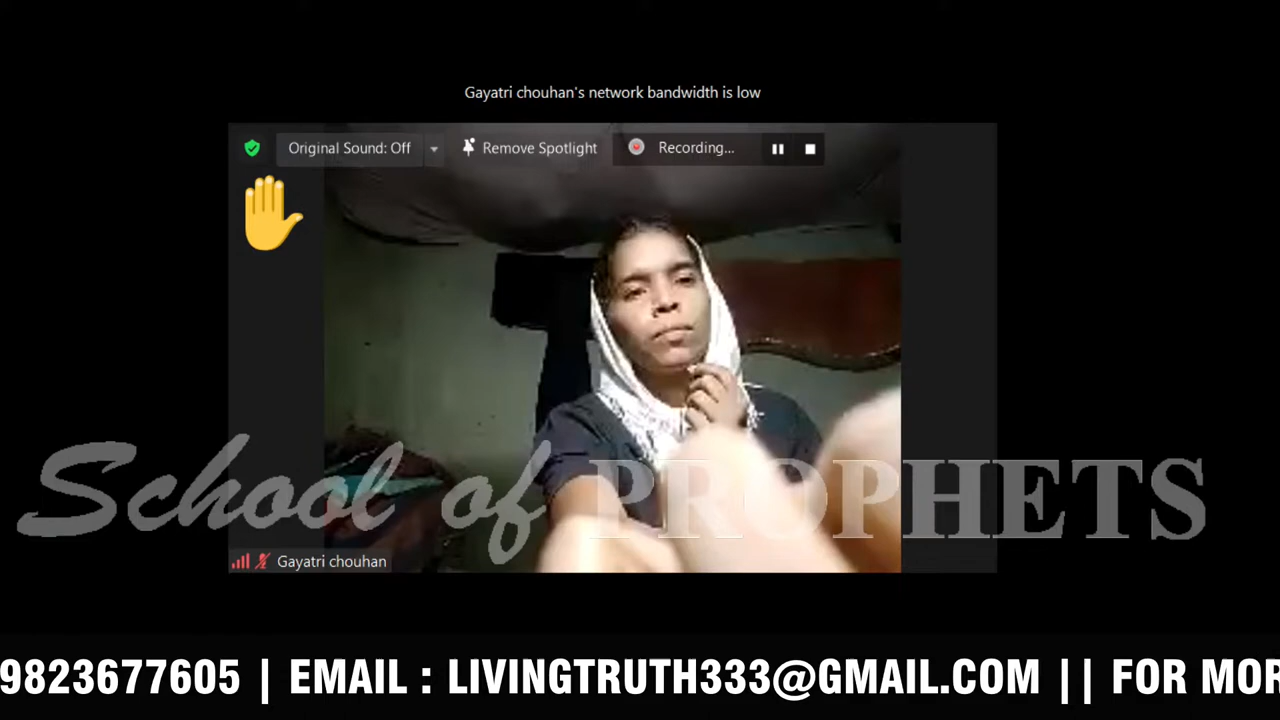 Gayatri chouhan's network bandwidth is low
Original Sound: Off
Remove Spotlight
Recording...
School of PROPHETS
Gayatri chouhan
9823677605 | EMAIL : LIVINGTRUTH333@GMAIL.COM || FOR MOR